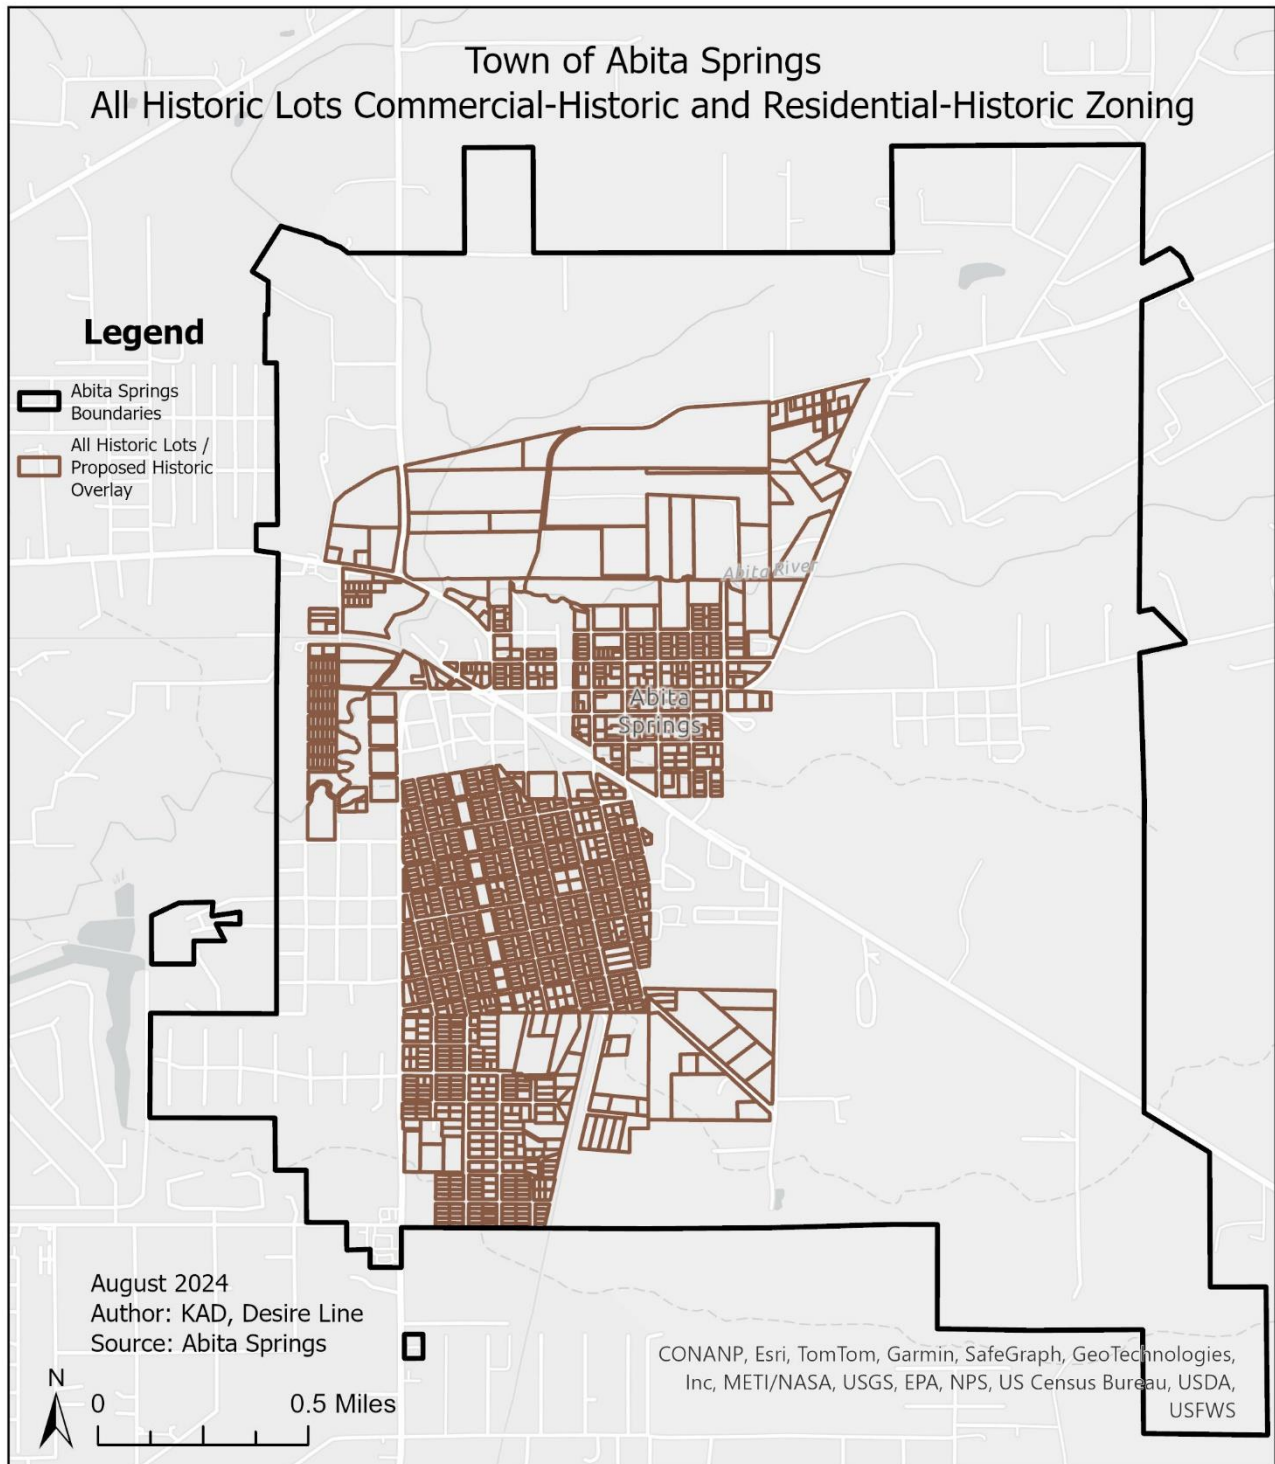 Town of Abita Springs
All Historic Lots Commercial-Historic and Residential-Historic Zoning
Legend
Abita Springs
Boundaries
All Historic Lots /
Proposed Historic
Overlay
Abita River
Abita
Springs
August 2024
Author: KAD, Desire Line
Source: Abita Springs
N
0 0.5 Miles
CONANP, Esri, TomTom, Garmin, SafeGraph, GeoTechnologies,
Inc, METI/NASA, USGS, EPA, NPS, US Census Bureau, USDA,
USFWS